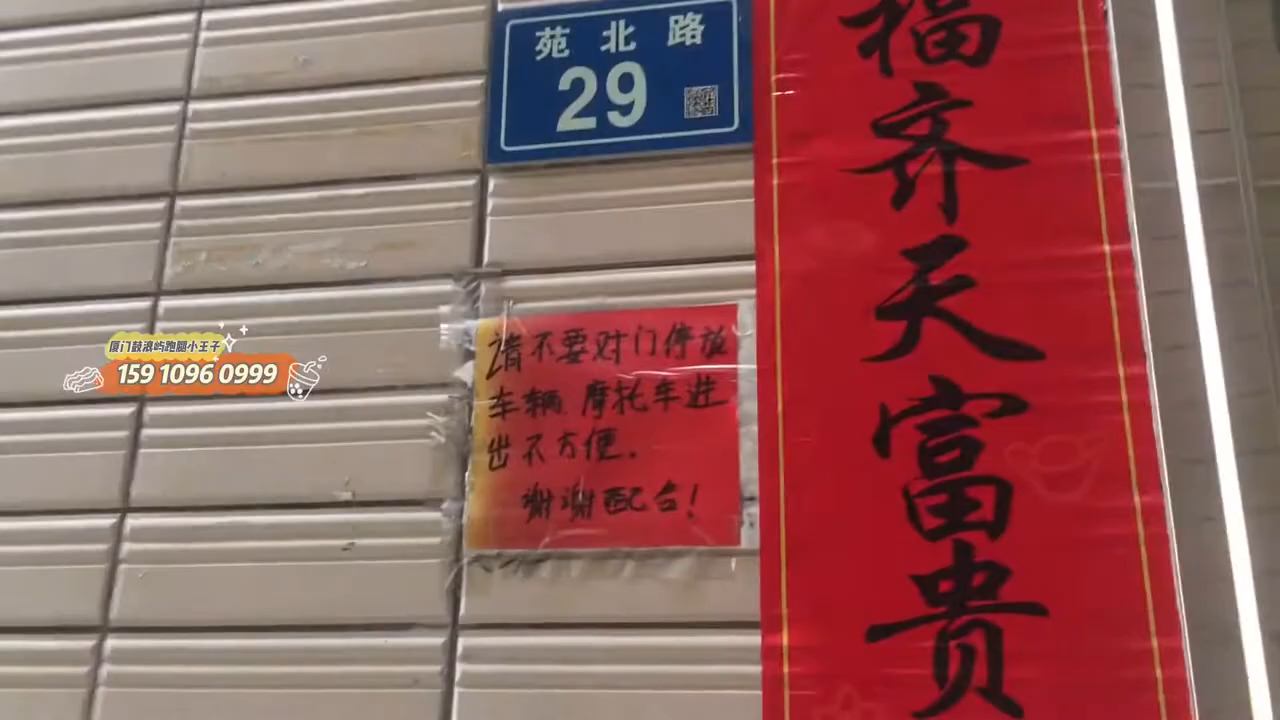 苑北路
29
福齐天富贵
请不要对门停放
车辆、摩托车进
出不方便.
谢谢配合!
厦门鼓浪屿跑腿小王子
159 1096 0999